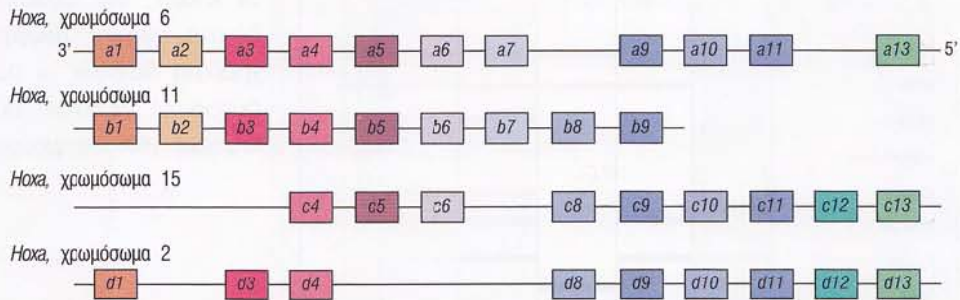 Hoxa, χρωμόσωμα 6
3' a1 a2 a3 a4 a5 a6 a7 a9 a10 a11 a13 5'
Hoxa, χρωμόσωμα 11
b1 b2 b3 b4 b5 b6 b7 b8 b9
Hoxa, χρωμόσωμα 15
c4 c5 c6 c8 c9 c10 c11 c12 c13
Hoxa, χρωμόσωμα 2
d1 d3 d4 d8 d9 d10 d11 d12 d13